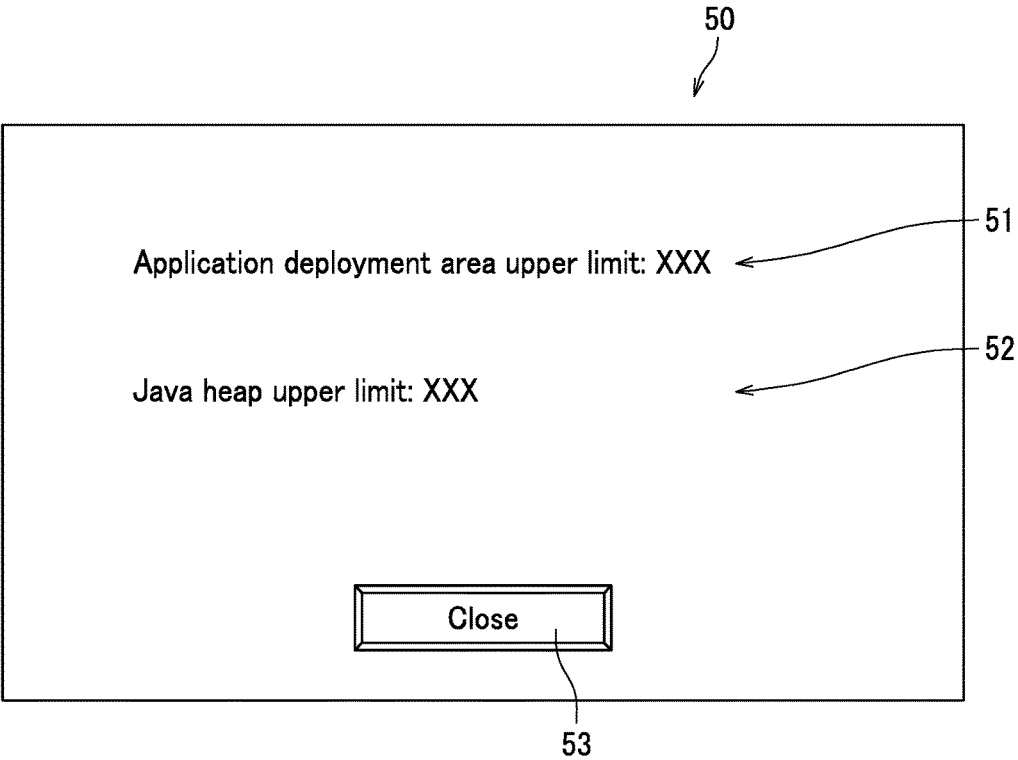 50
Application deployment area upper limit: XXX
51
Java heap upper limit: XXX
52
Close
53